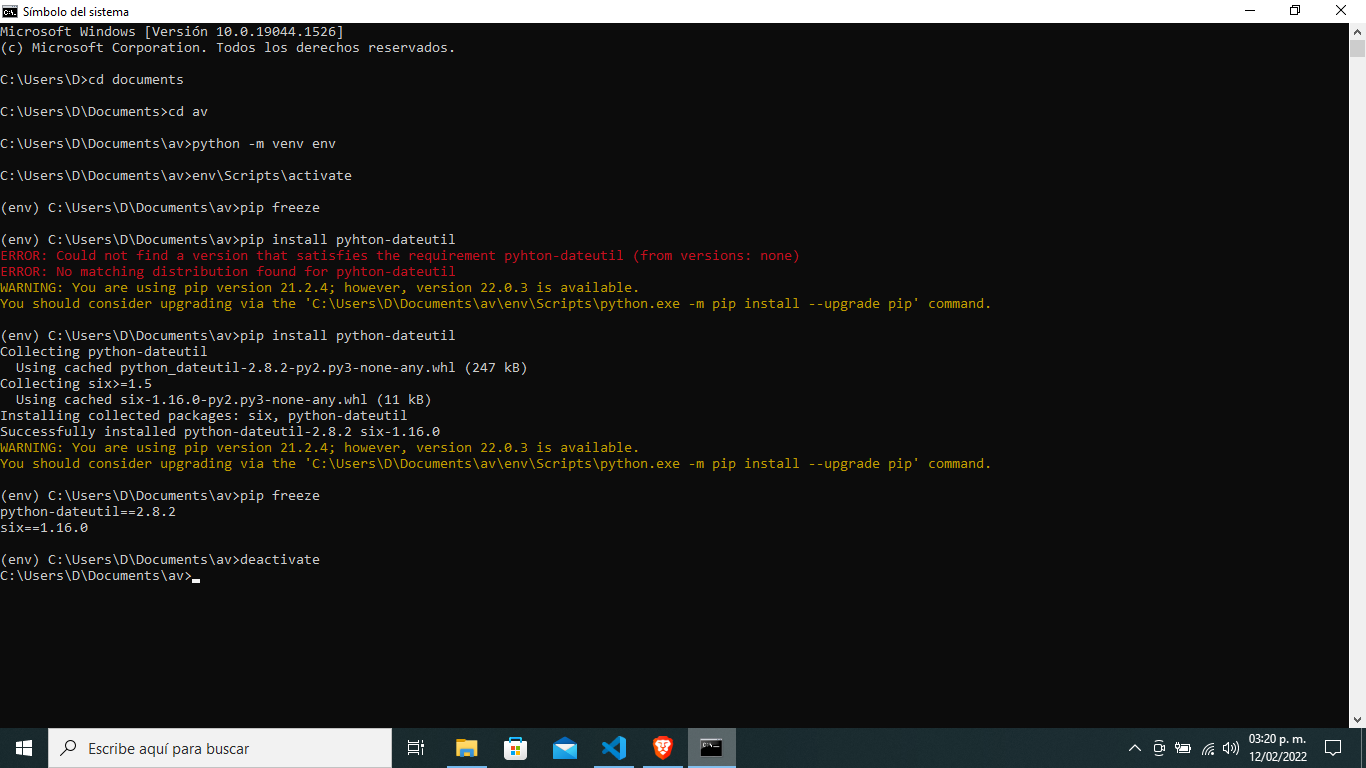 Símbolo del sistema
Microsoft Windows [Versión 10.0.19044.1526]
(c) Microsoft Corporation. Todos los derechos reservados.
C:\Users\D>cd documents
C:\Users\D\Documents>cd av
C:\Users\D\Documents\av>python -m venv env
C:\Users\D\Documents\av>env\Scripts\activate
(env) C:\Users\D\Documents\av>pip freeze
(env) C:\Users\D\Documents\av>pip install pyhton-dateutil
ERROR: Could not find a version that satisfies the requirement pyhton-dateutil (from versions: none)
ERROR: No matching distribution found for pyhton-dateutil
WARNING: You are using pip version 21.2.4; however, version 22.0.3 is available.
You should consider upgrading via the 'C:\Users\D\Documents\av\env\Scripts\python.exe -m pip install --upgrade pip' command.
(env) C:\Users\D\Documents\av>pip install python-dateutil
Collecting python-dateutil
  Using cached python_dateutil-2.8.2-py2.py3-none-any.whl (247 kB)
Collecting six>=1.5
  Using cached six-1.16.0-py2.py3-none-any.whl (11 kB)
Installing collected packages: six, python-dateutil
Successfully installed python-dateutil-2.8.2 six-1.16.0
WARNING: You are using pip version 21.2.4; however, version 22.0.3 is available.
You should consider upgrading via the 'C:\Users\D\Documents\av\env\Scripts\python.exe -m pip install --upgrade pip' command.
(env) C:\Users\D\Documents\av>pip freeze
python-dateutil==2.8.2
six==1.16.0
(env) C:\Users\D\Documents\av>deactivate
C:\Users\D\Documents\av>
Escribe aquí para buscar
03:20 p. m.
12/02/2022